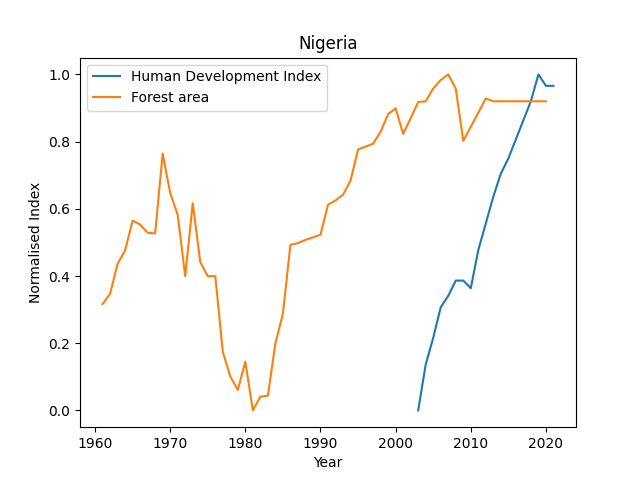 Nigeria
Human Development Index
Forest area
1.0
0.8
0.6
0.4
0.2
0.0
Normalised Index
1960 1970 1980 1990 2000 2010 2020
Year